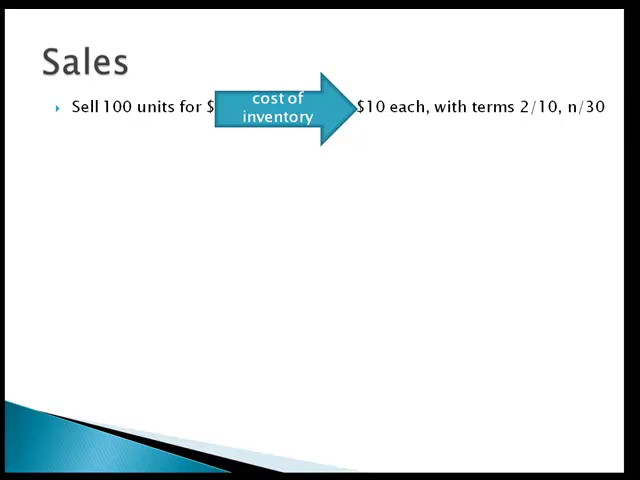 Sales
Sell 100 units for $ cost of inventory $10 each, with terms 2/10, n/30